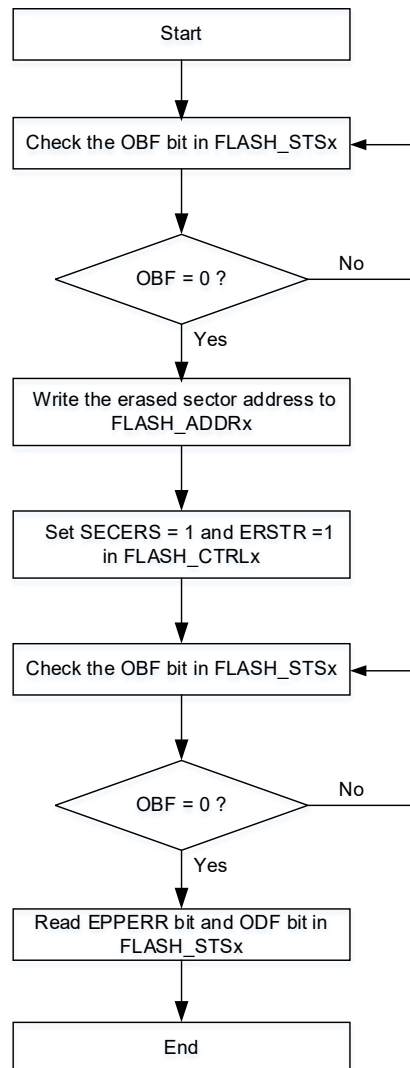 Start
Check the OBF bit in FLASH_STSx
OBF = 0 ?
No
Yes
Write the erased sector address to
FLASH_ADDRx
Set SECERS = 1 and ERSTR =1
in FLASH_CTRLx
Check the OBF bit in FLASH_STSx
OBF = 0 ?
No
Yes
Read EPPERR bit and ODF bit in
FLASH_STSx
End